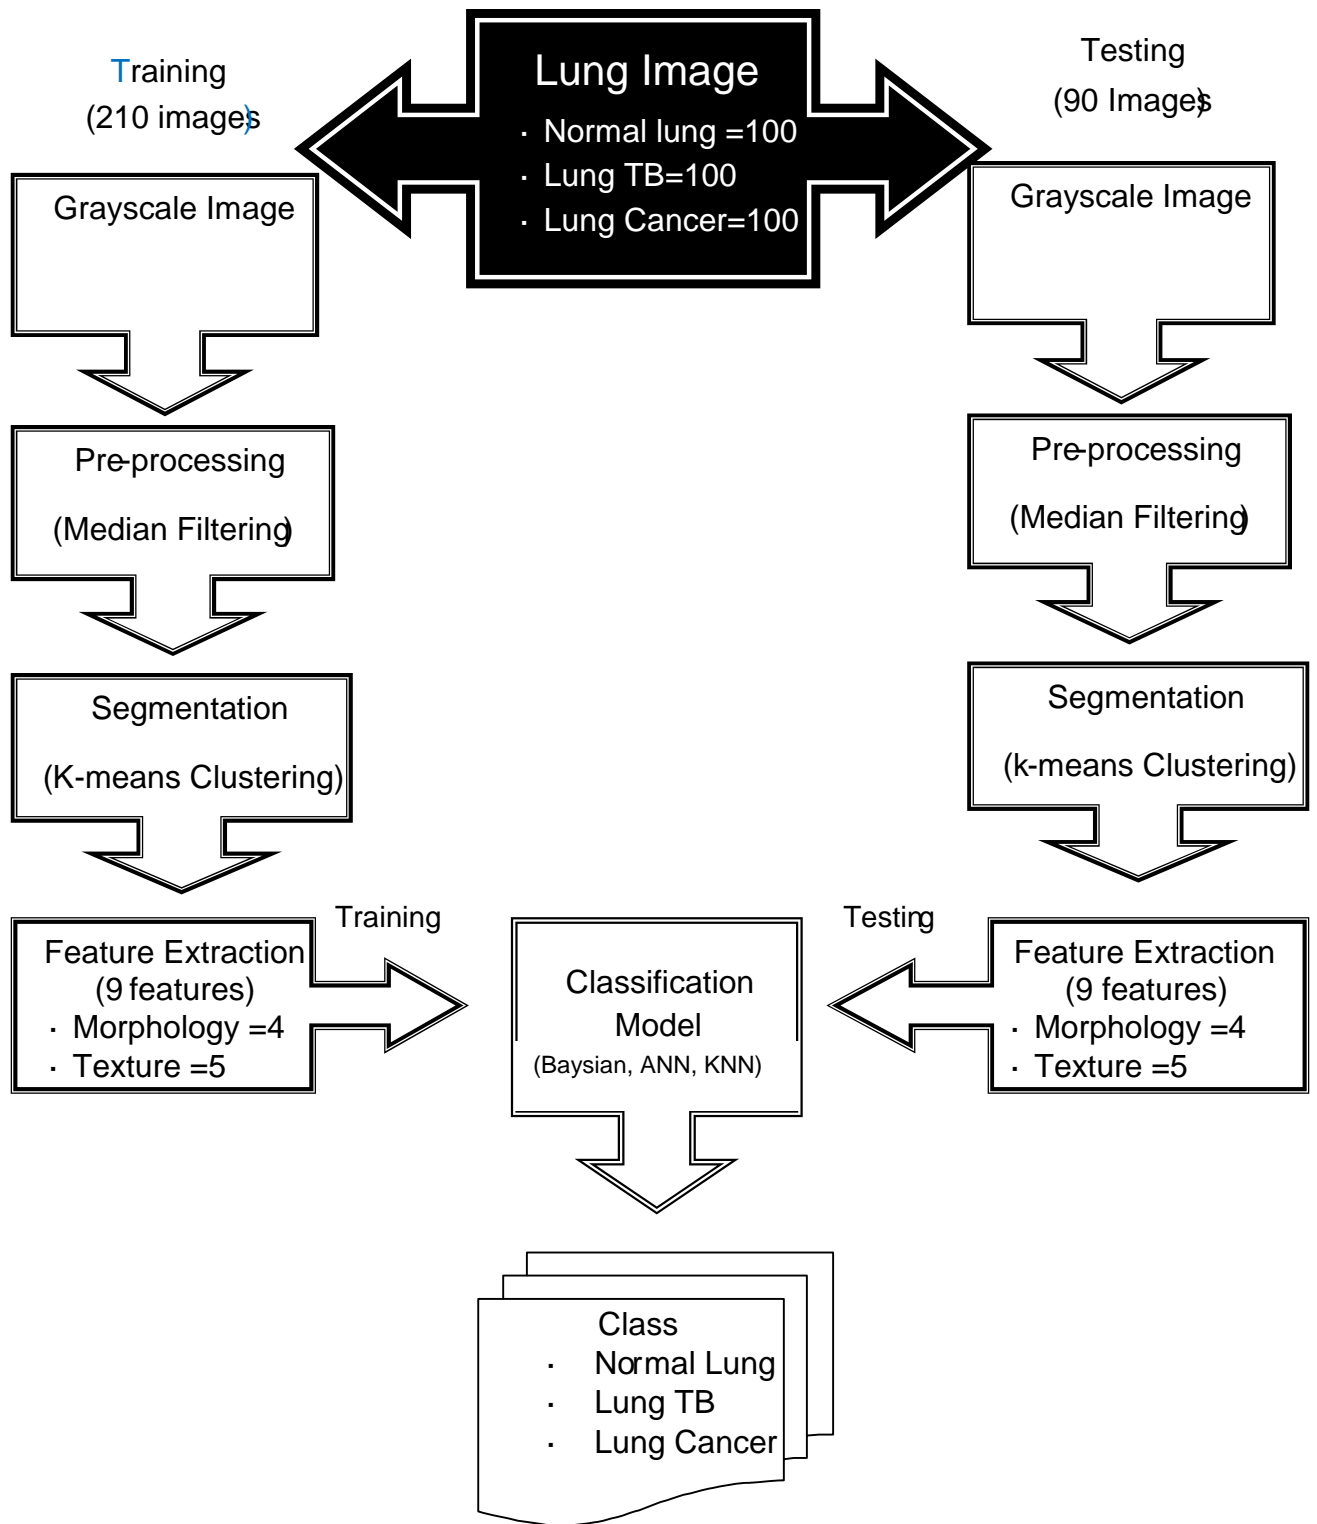 Training
(210 images)
Lung Image
· Normal lung =100
· Lung TB=100
· Lung Cancer=100
Testing
(90 Images)
Grayscale Image
Pre-processing
(Median Filtering)
Segmentation
(K-means Clustering)
Feature Extraction
(9 features)
· Morphology =4
· Texture =5
Training
Grayscale Image
Pre-processing
(Median Filtering)
Segmentation
(k-means Clustering)
Feature Extraction
(9 features)
· Morphology =4
· Texture =5
Testing
Classification
Model
(Baysian, ANN, KNN)
Class
· Normal Lung
· Lung TB
· Lung Cancer